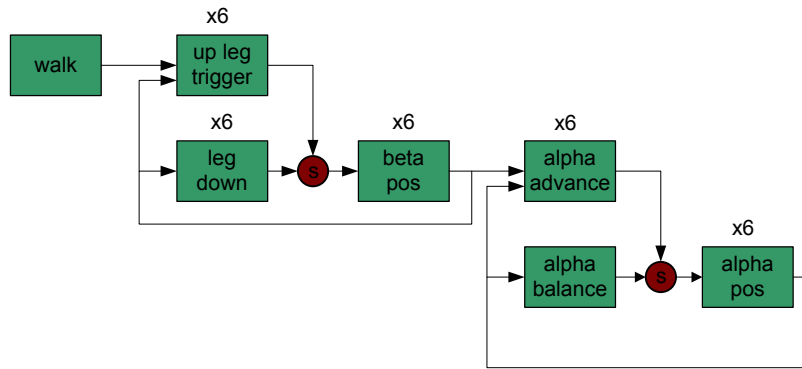 x6
walk
up leg
trigger
x6
x6
x6
leg
down
s
beta
pos
alpha
advance
x6
alpha
balance
s
alpha
pos